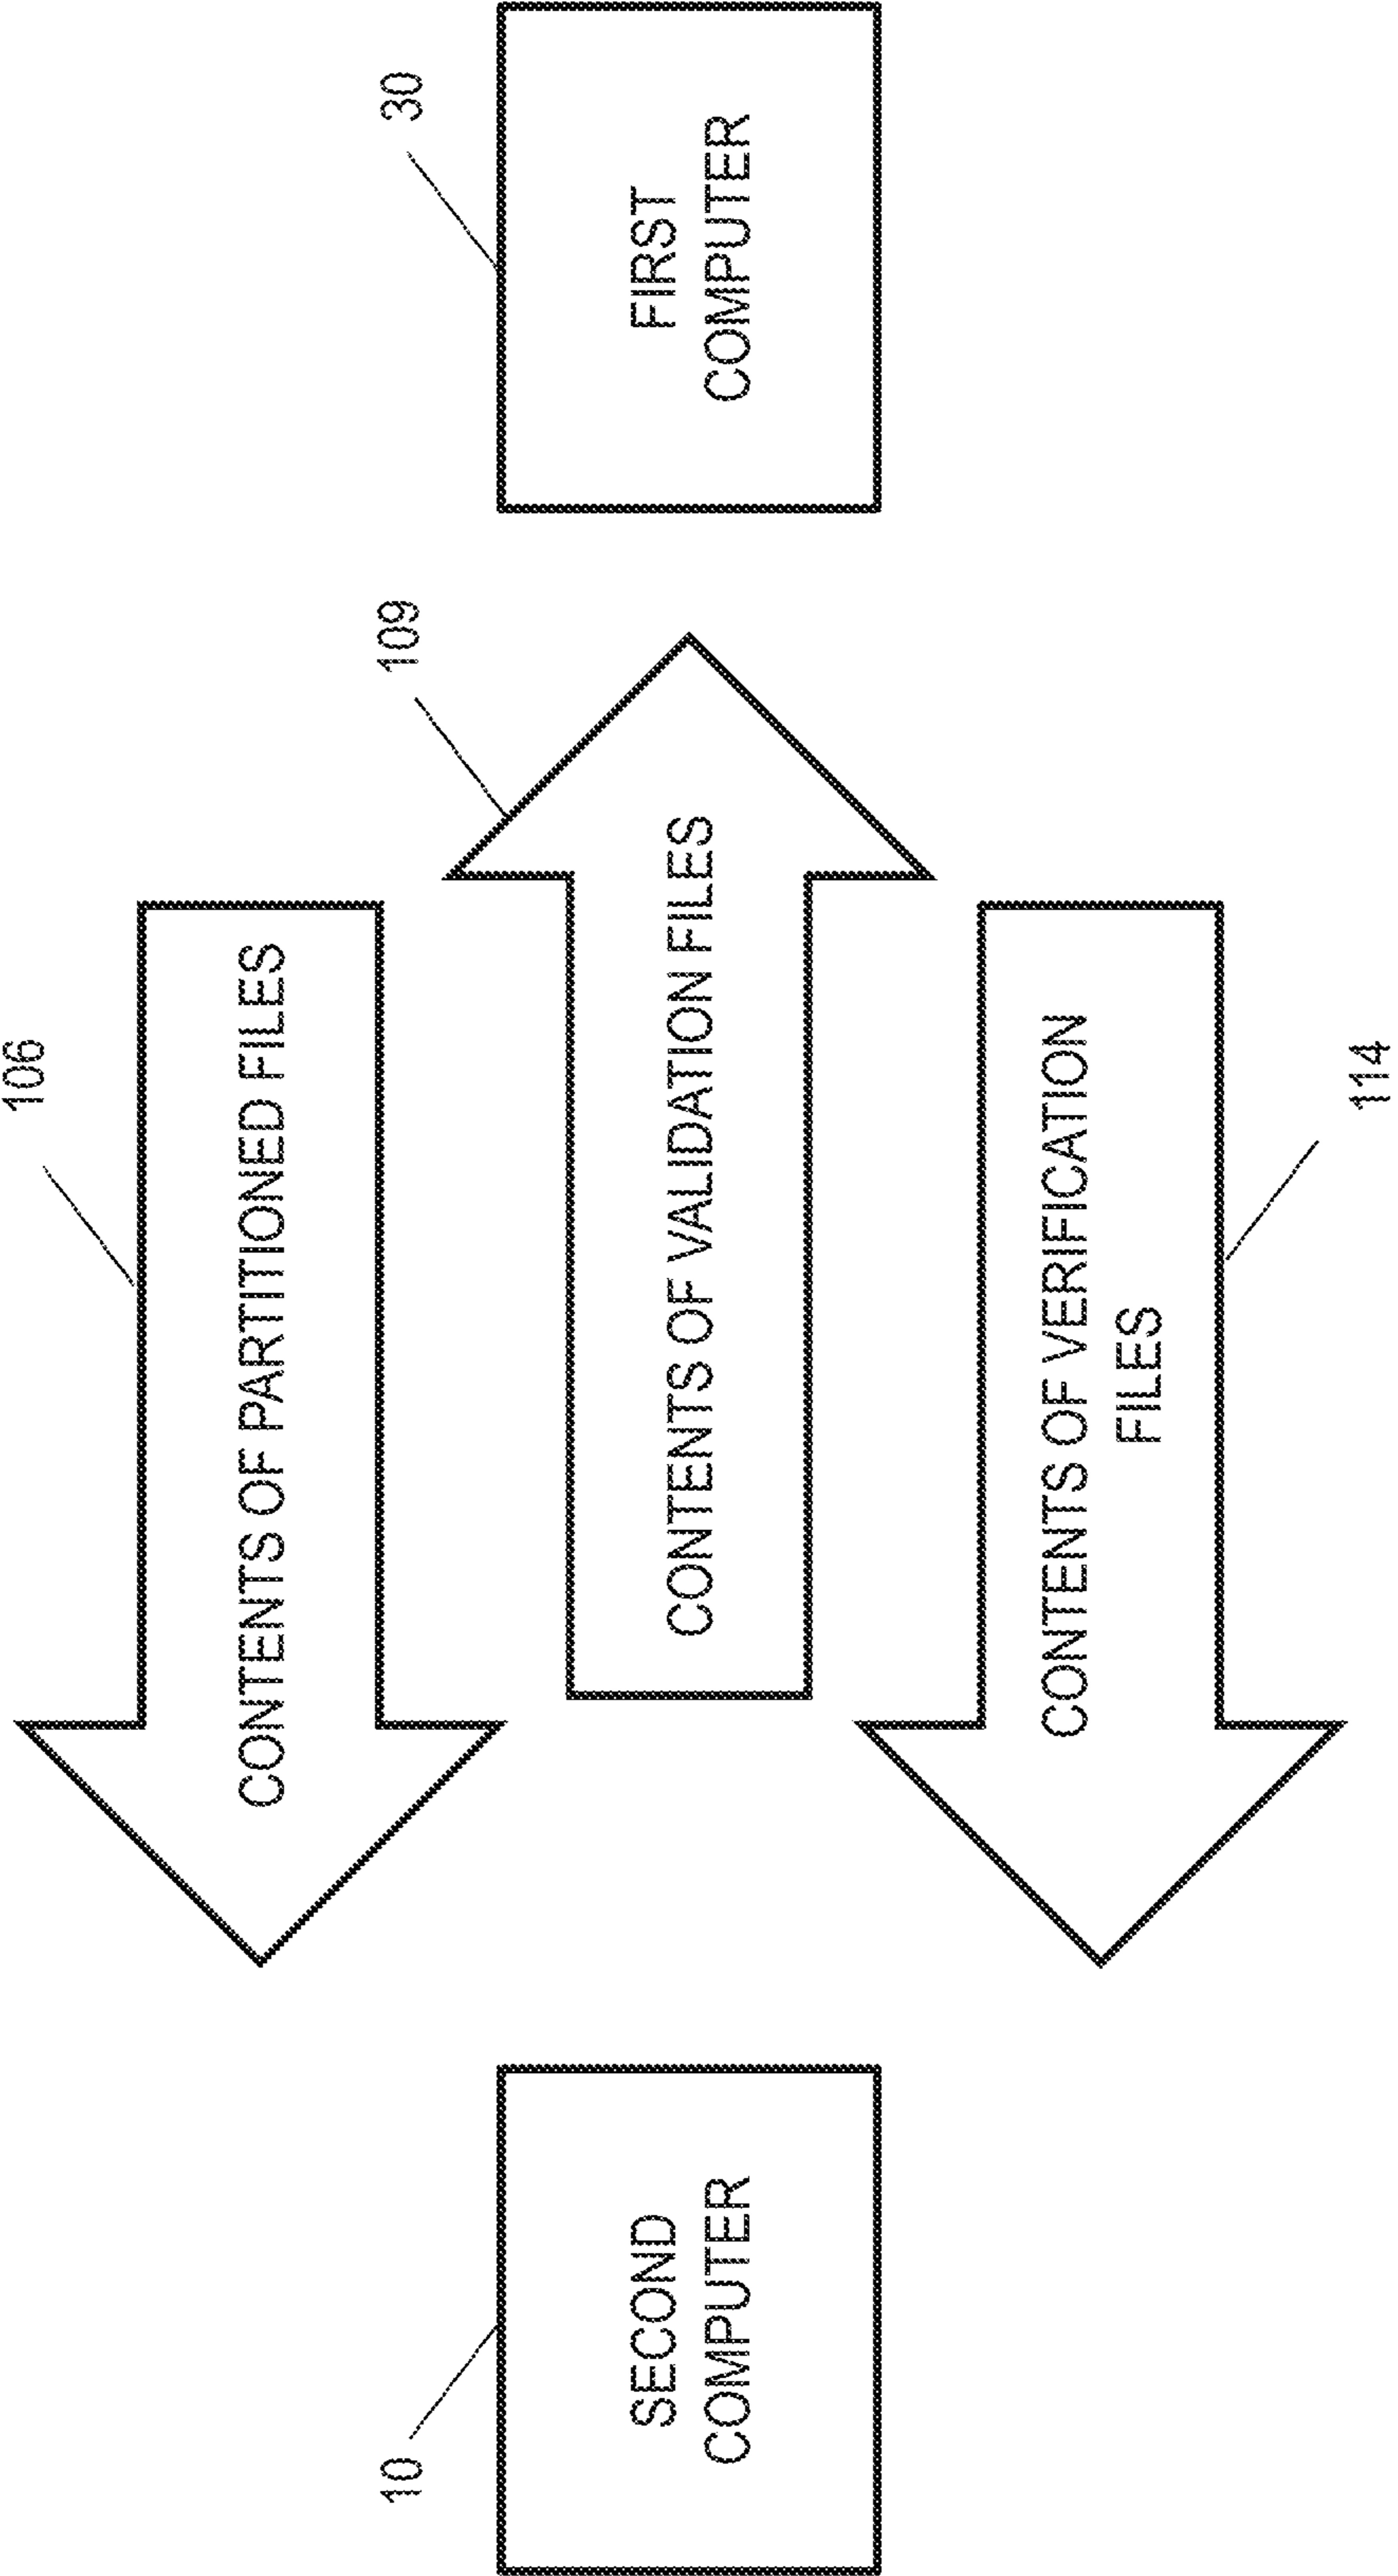 106
CONTENTS OF PARTITIONED FILES
10
SECOND
COMPUTER
109
CONTENTS OF VALIDATION FILES
30
FIRST
COMPUTER
CONTENTS OF VERIFICATION
FILES
114